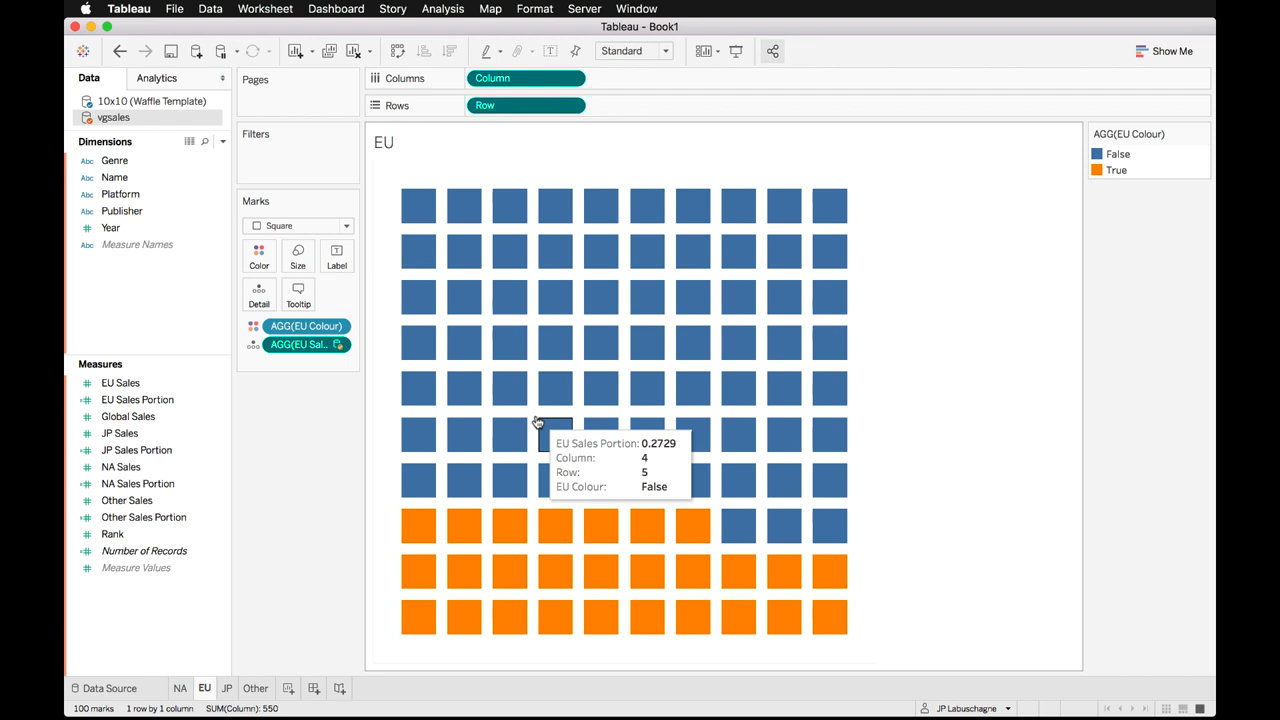 Tableau File Data Worksheet Dashboard Story Analysis Map Format Server Window
Tableau - Book1
Standard
Show Me
Data Analytics
Pages
Columns
Column
10x10 (Waffle Template)
vgsales
Rows
Row
Dimensions
Filters
Abc Genre
Abc Name
Abc Platform
Abc Publisher
Year
Abc Measure Names
Marks
Square
Color Size Label
Detail Tooltip
AGG(EU Colour)
AGG(EU Sal..
EU
AGG(EU Colour)
False
True
Measures
EU Sales
EU Sales Portion
Global Sales
JP Sales
JP Sales Portion
NA Sales
NA Sales Portion
Other Sales
Other Sales Portion
Rank
Number of Records
Measure Values
EU Sales Portion: 0.2729
Column: 4
Row: 5
EU Colour: False
Data Source NA EU JP Other
100 marks 1 row by 1 column SUM(Column): 550
JP Labuschagne